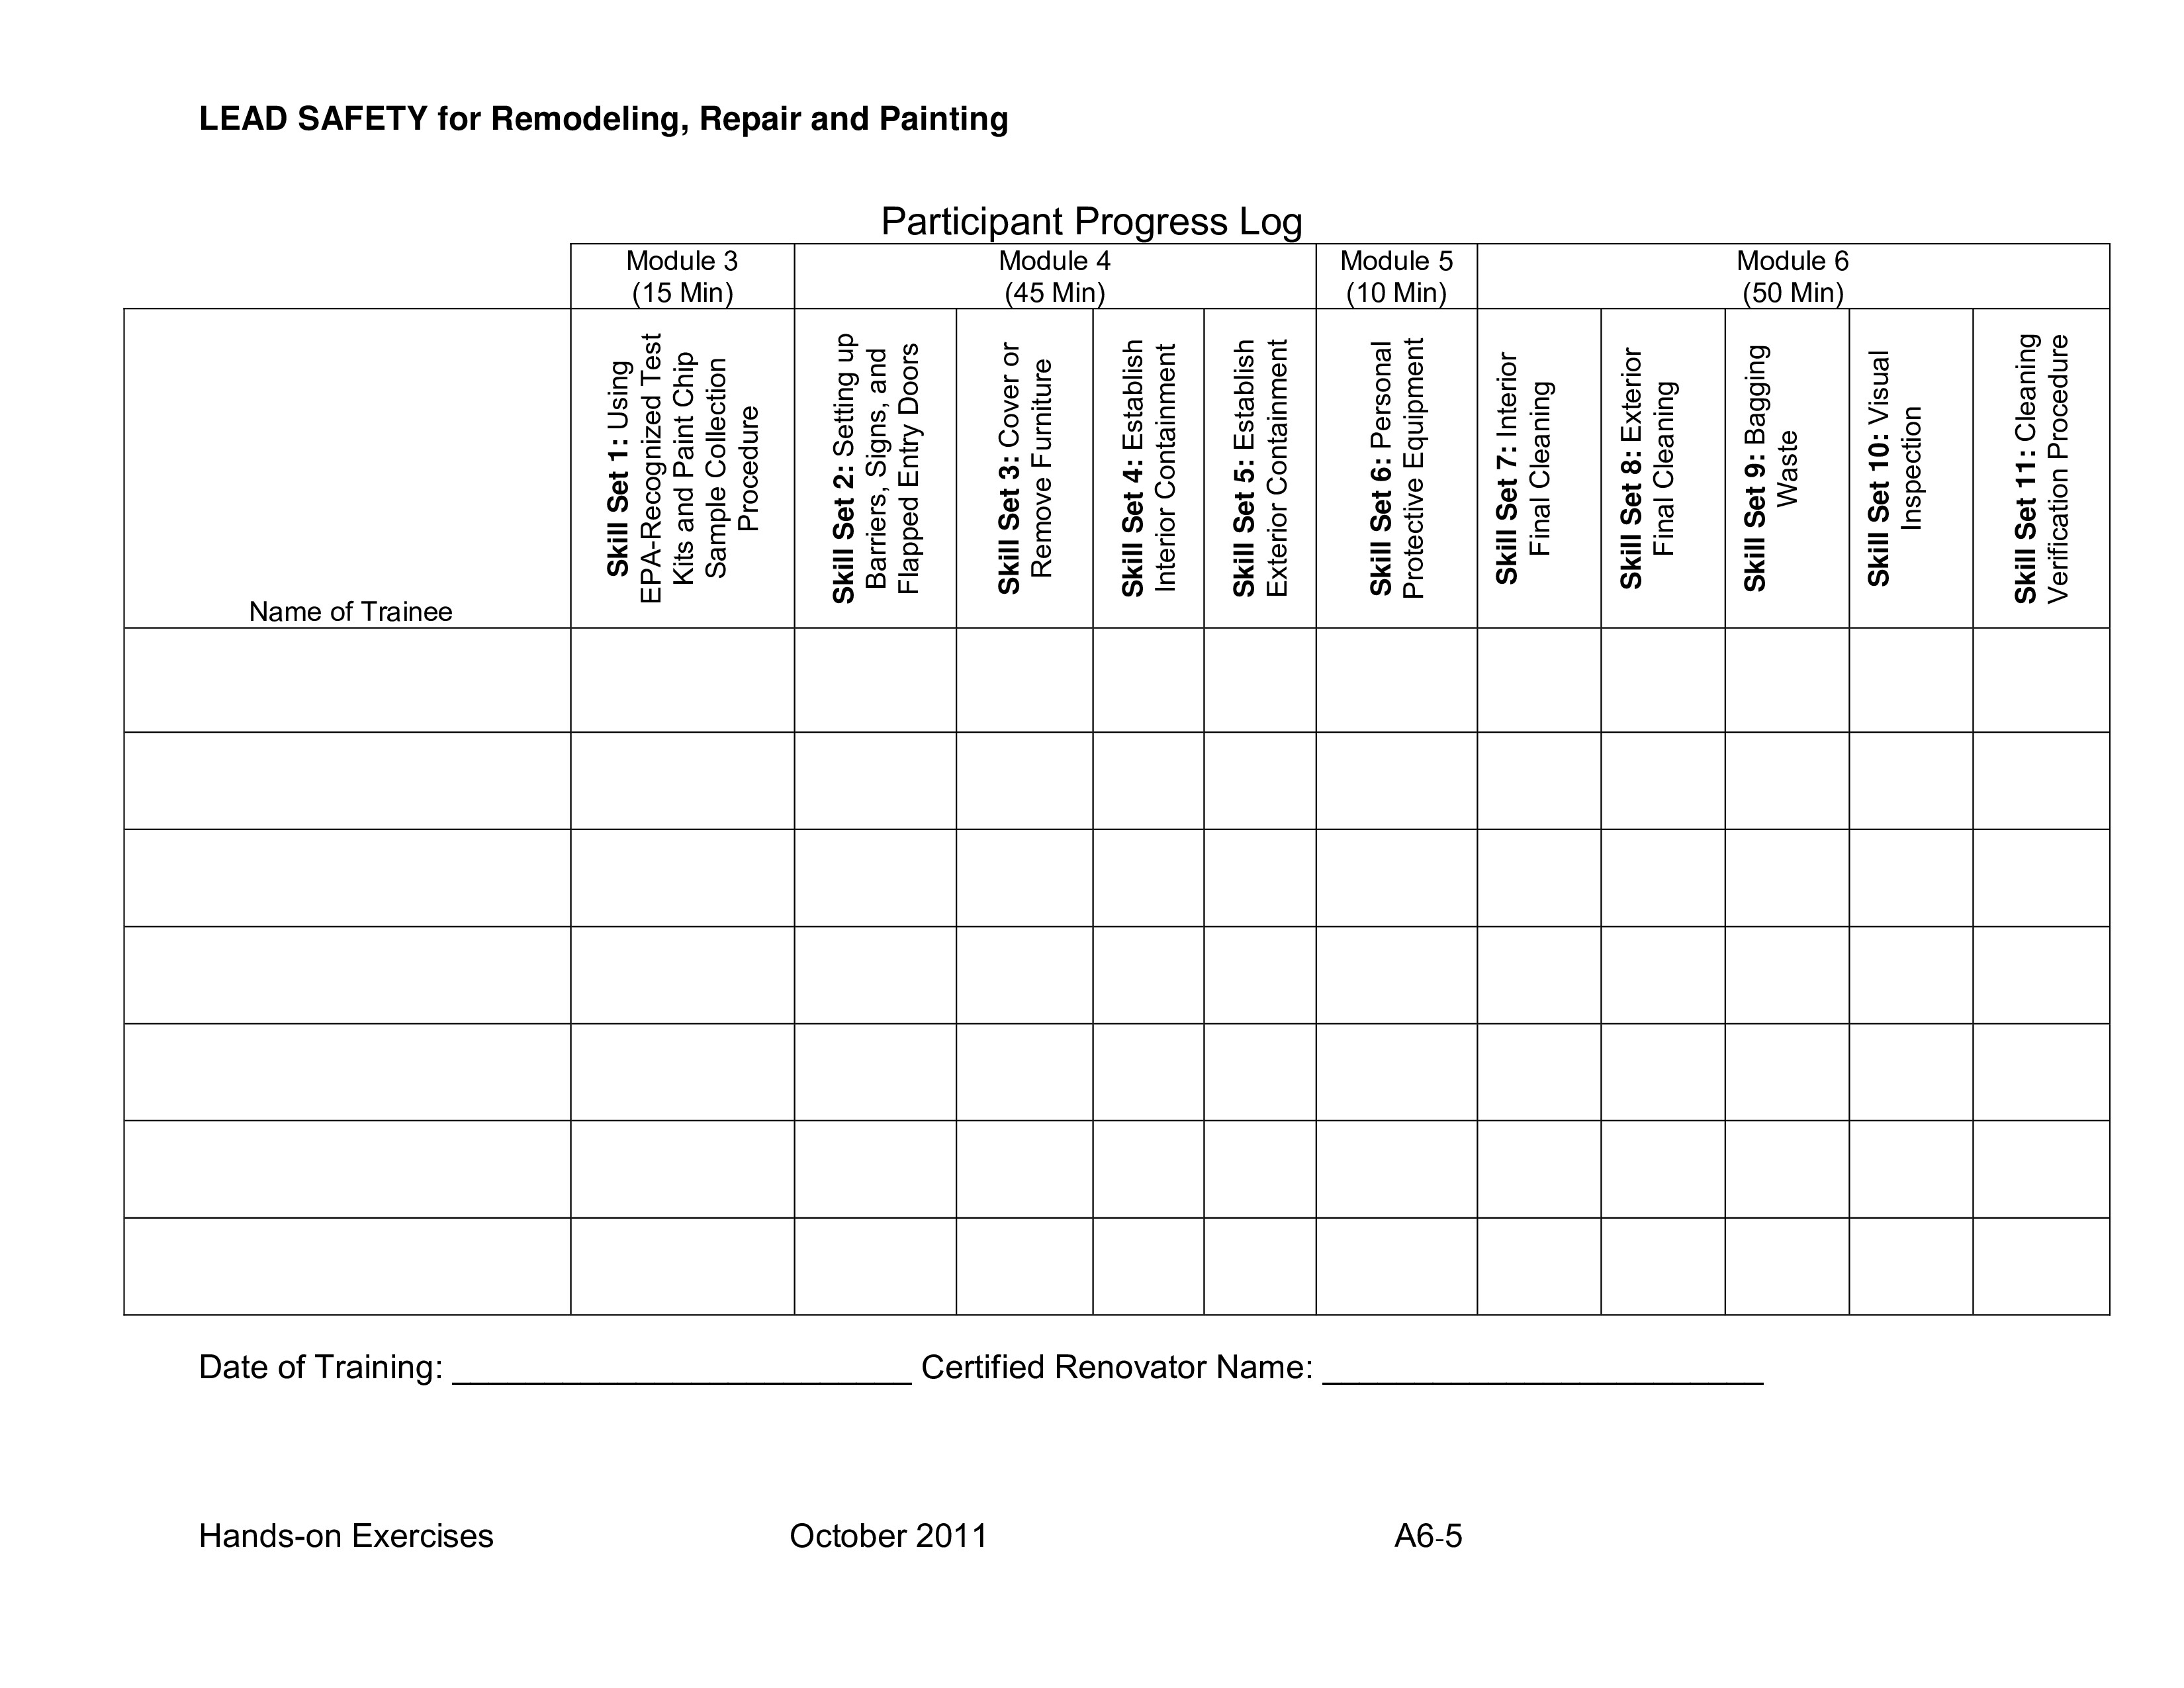 LEAD SAFETY for Remodeling, Repair and Painting
Participant Progress Log
Module 3
(15 Min)
Module 4
(45 Min)
Module 5
(10 Min)
Module 6
(50 Min)
Name of Trainee
Skill Set 1: Using
EPA-Recognized Test
Kits and Paint Chip
Sample Collection
Procedure
Skill Set 2: Setting up
Barriers, Signs, and
Flapped Entry Doors
Skill Set 3: Cover or
Remove Furniture
Skill Set 4: Establish
Interior Containment
Skill Set 5: Establish
Exterior Containment
Skill Set 6: Personal
Protective Equipment
Skill Set 7: Interior
Final Cleaning
Skill Set 8: Exterior
Final Cleaning
Skill Set 9: Bagging
Waste
Skill Set 10: Visual
Inspection
Skill Set 11: Cleaning
Verification Procedure
Date of Training: _________________________ Certified Renovator Name: ________________________
Hands-on Exercises October 2011 A6-5